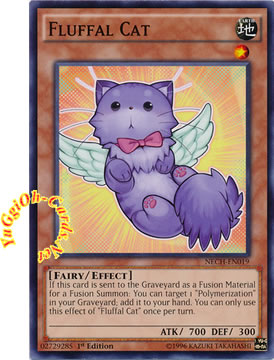 FLUFFAL CAT
EARTH
YuGiOh-Cards.Net
NECH-EN019
[FAIRY/EFFECT]
If this card is sent to the Graveyard as a Fusion Material
for a Fusion Summon: You can target 1 "Polymerization"
in your Graveyard; add it to your hand. You can only use
this effect of "Fluffal Cat" once per turn.
ATK/ 700 DEF/ 300
02729285 1st Edition
©1996 KAZUKI TAKAHASHI